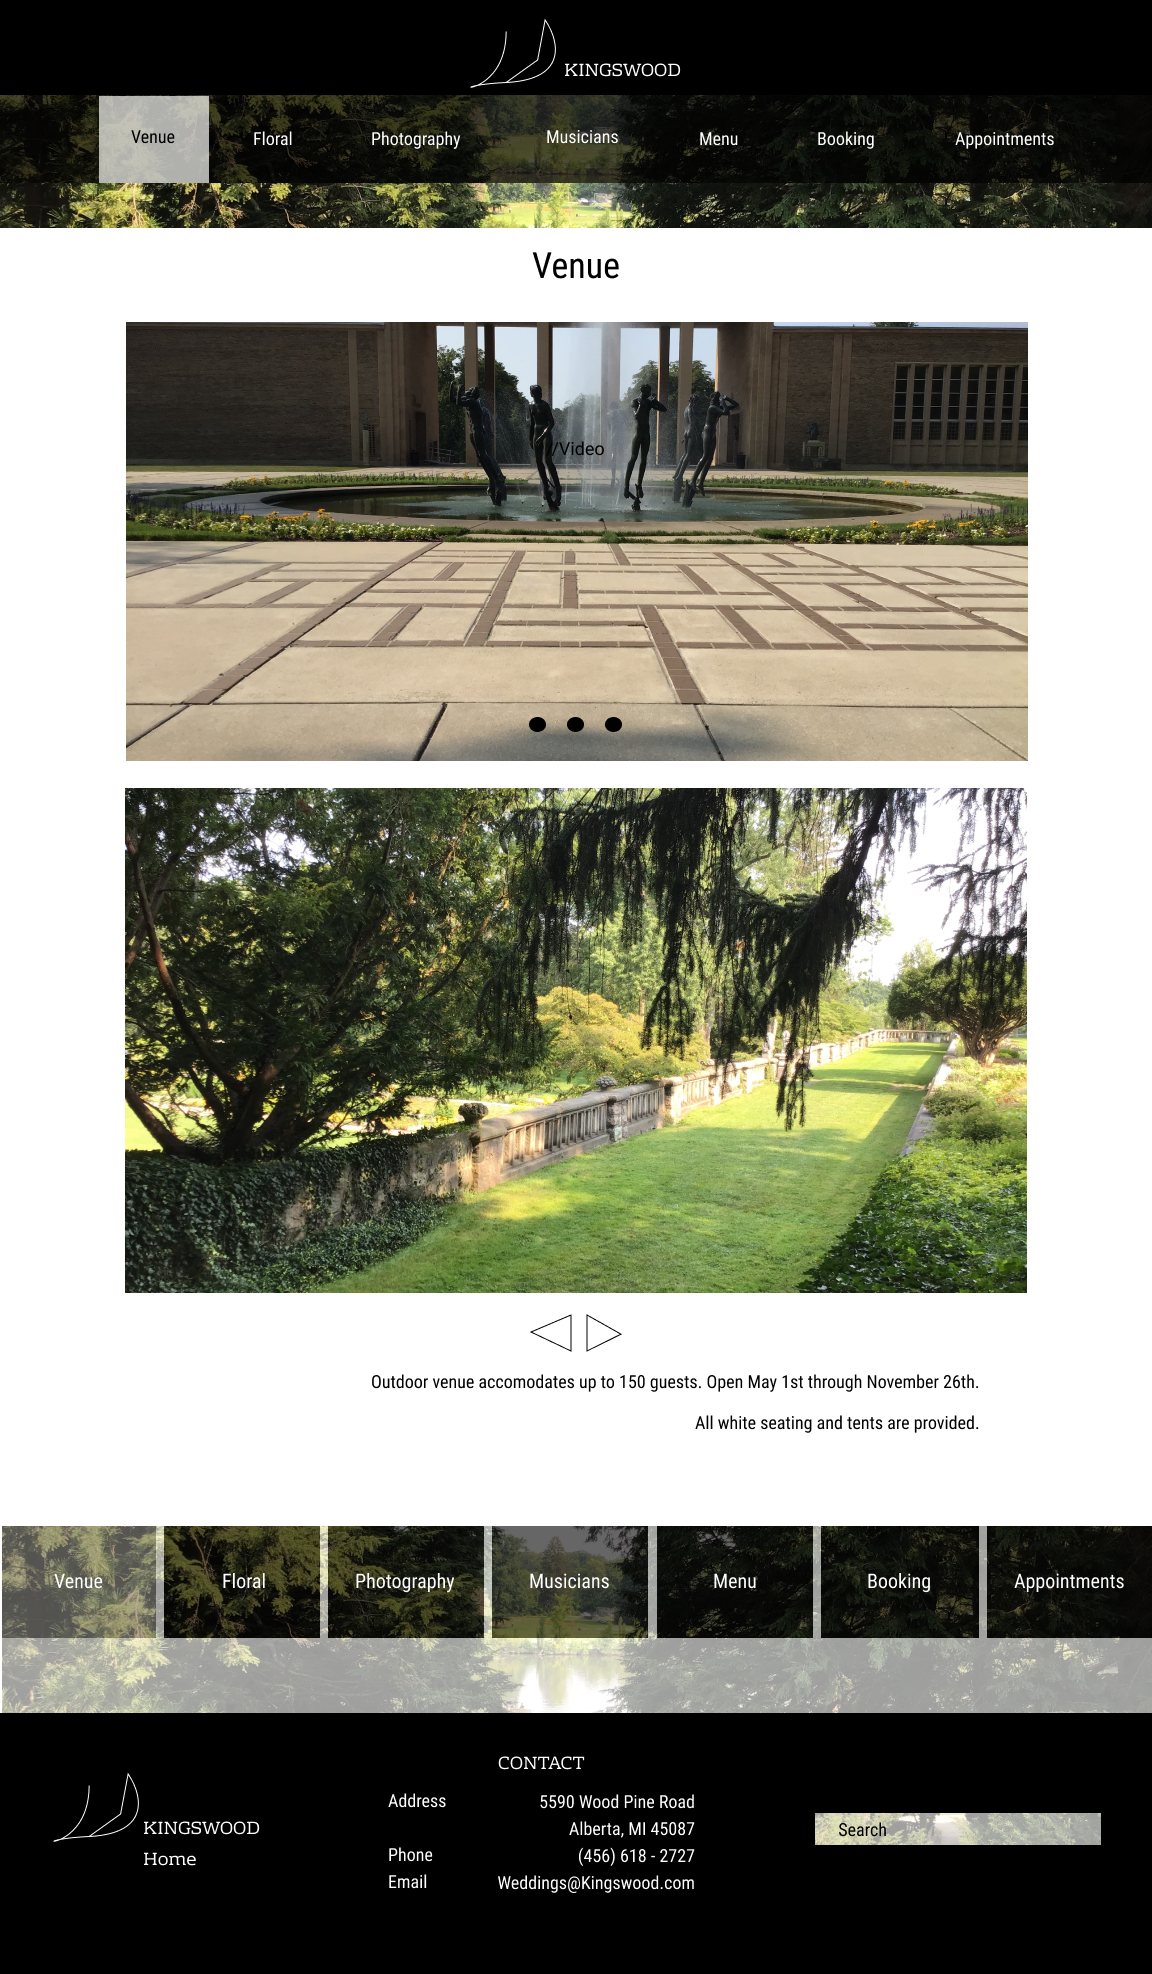 KINGSWOOD
Venue Floral Photography Musicians Menu Booking Appointments
Venue
/Video
Outdoor venue accomodates up to 150 guests. Open May 1st through November 26th.
All white seating and tents are provided.
Venue Floral Photography Musicians Menu Booking Appointments
KINGSWOOD
Home
CONTACT
Address 5590 Wood Pine Road
Alberta, MI 45087
Phone (456) 618 - 2727
Email Weddings@Kingswood.com
Search